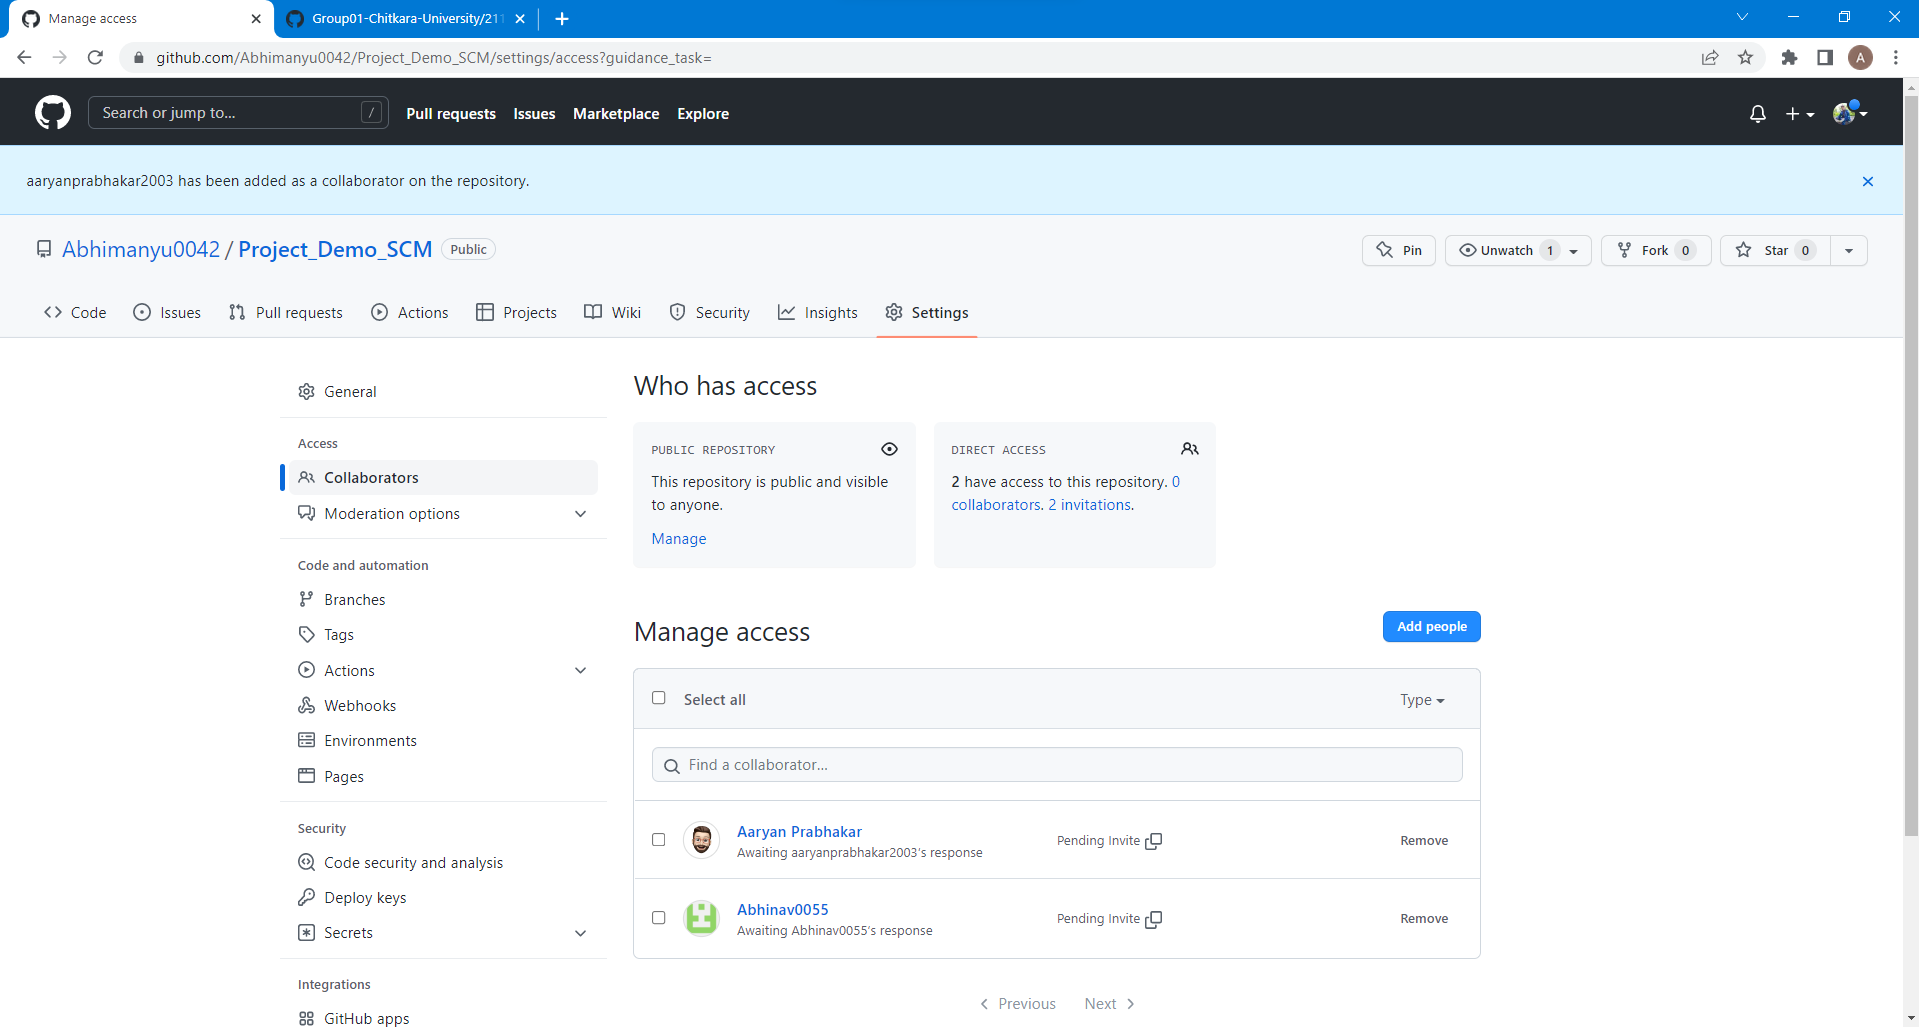 Manage access
Group01-Chitkara-University/211
github.com/Abhimanyu0042/Project_Demo_SCM/settings/access?guidance_task=
A
Search or jump to...
/
Pull requests
Issues
Marketplace
Explore
aaryanprabhakar2003 has been added as a collaborator on the repository.
Abhimanyu0042 / Project_Demo_SCM
Public
Pin
Unwatch 1
Fork 0
Star 0
Code
Issues
Pull requests
Actions
Projects
Wiki
Security
Insights
Settings
General
Access
Collaborators
Moderation options
Code and automation
Branches
Tags
Actions
Webhooks
Environments
Pages
Security
Code security and analysis
Deploy keys
Secrets
Integrations
GitHub apps
Who has access
PUBLIC REPOSITORY
This repository is public and visible
to anyone.
Manage
DIRECT ACCESS
2 have access to this repository. 0
collaborators. 2 invitations.
Manage access
Add people
Select all
Type
Find a collaborator...
Aaryan Prabhakar
Awaiting aaryanprabhakar2003's response
Pending Invite
Remove
Abhinav0055
Awaiting Abhinav0055's response
Pending Invite
Remove
Previous
Next